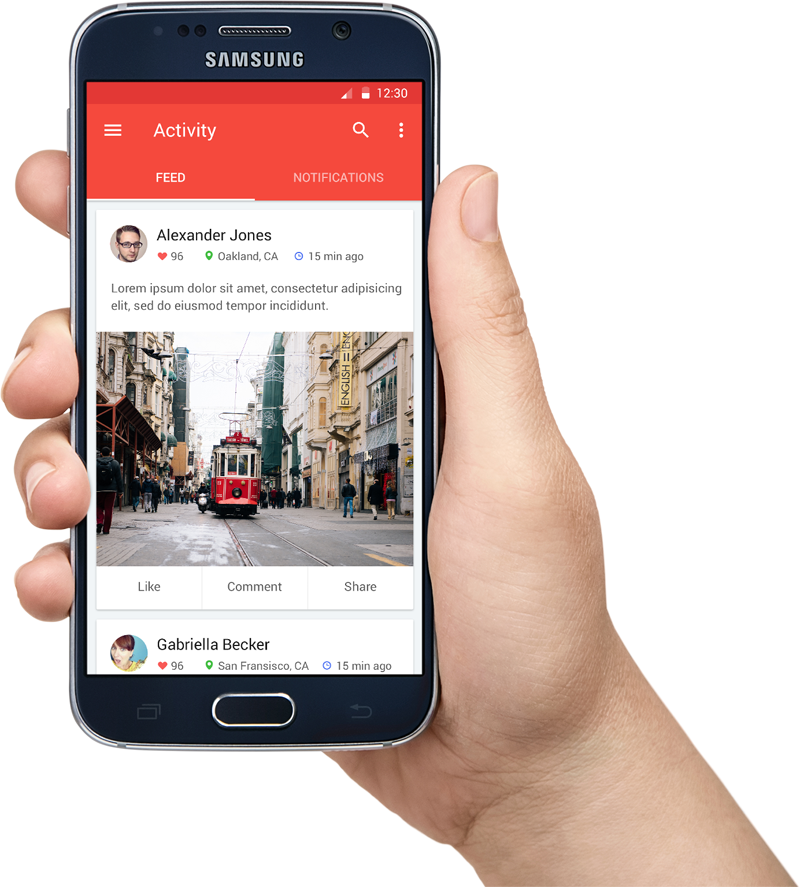 SAMSUNG
12:30
Activity
FEED NOTIFICATIONS
Alexander Jones
96 Oakland, CA 15 min ago
Lorem ipsum dolor sit amet, consectetur adipisicing
elit, sed do eiusmod tempor incididunt.
ENGLISH = ENGL
Like Comment Share
Gabriella Becker
96 San Fransisco, CA 15 min ago